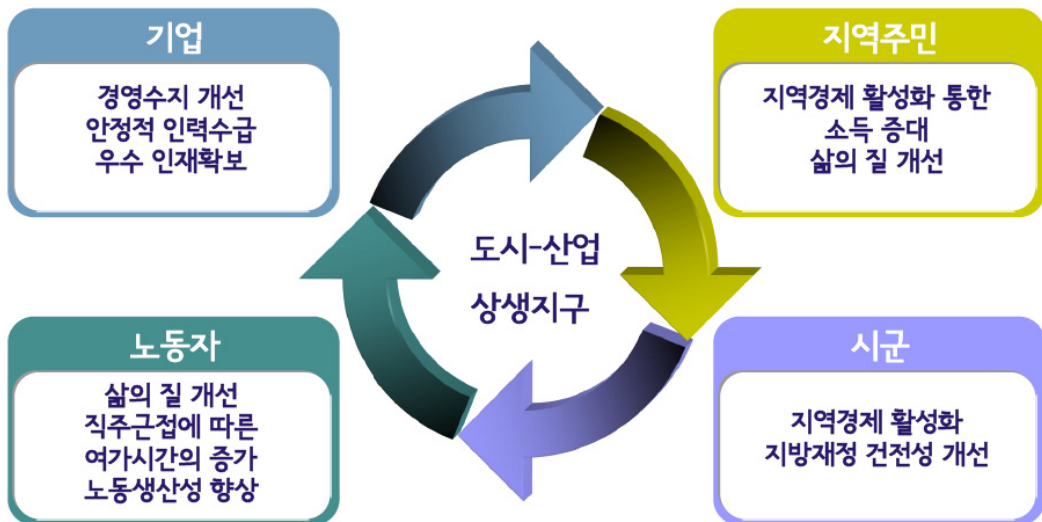 기업
경영수지 개선
안정적 인력수급
우수 인재확보
지역주민
지역경제 활성화 통한
소득 증대
삶의 질 개선
도시-산업
상생지구
노동자
삶의 질 개선
직주근접에 따른
여가시간의 증가
노동생산성 향상
시군
지역경제 활성화
지방재정 건전성 개선